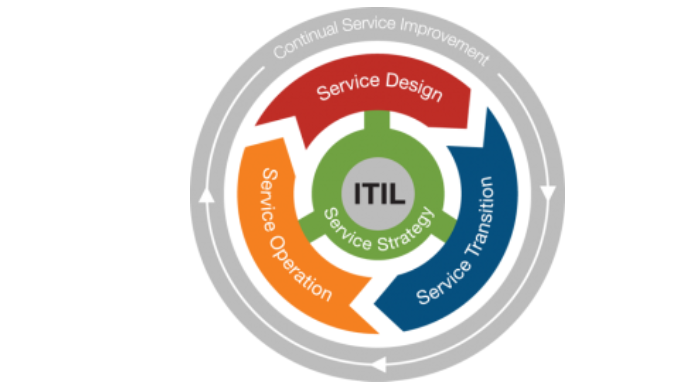 Continual Service Improvement
Service Design
ITIL
Service Strategy
Service Operation
Service Transition